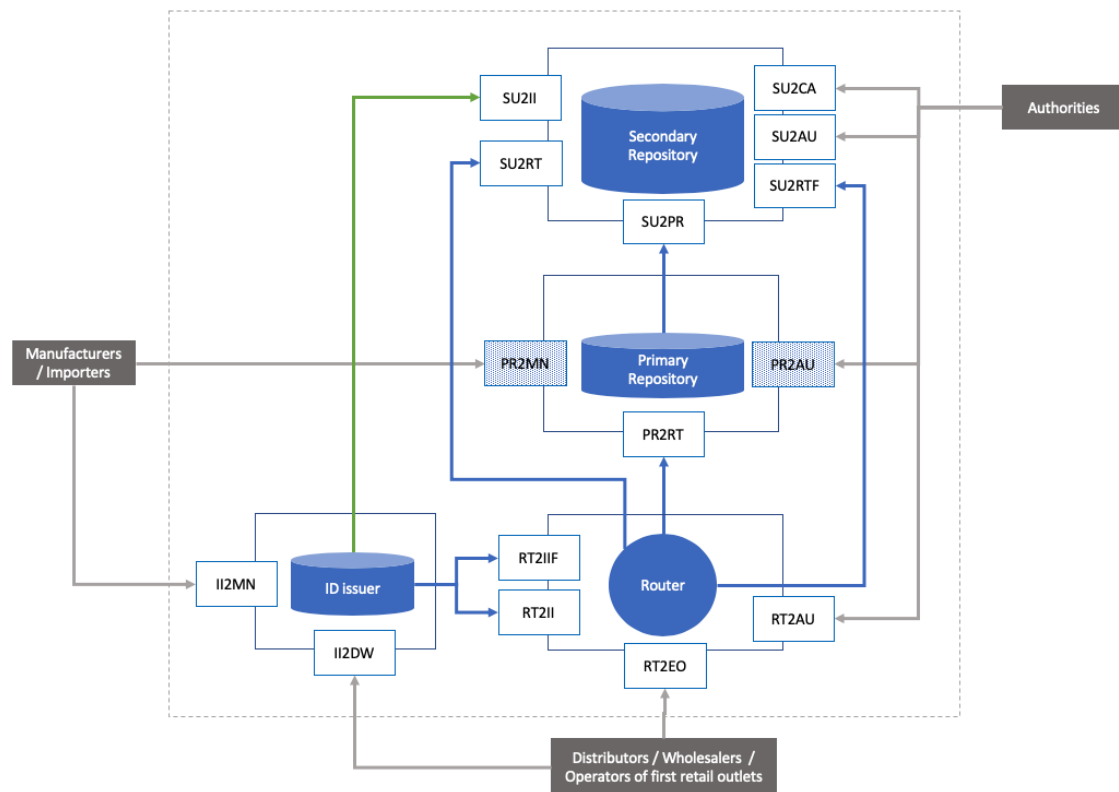 SU2II
SU2CA
Authorities
Secondary
Repository
SU2AU
SU2RT
SU2RTF
SU2PR
Manufacturers
/ Importers
PR2MN
Primary
Repository
PR2AU
PR2RT
RT2IIF
II2MN
ID issuer
Router
RT2II
RT2AU
II2DW
RT2EO
Distributors / Wholesalers /
Operators of first retail outlets